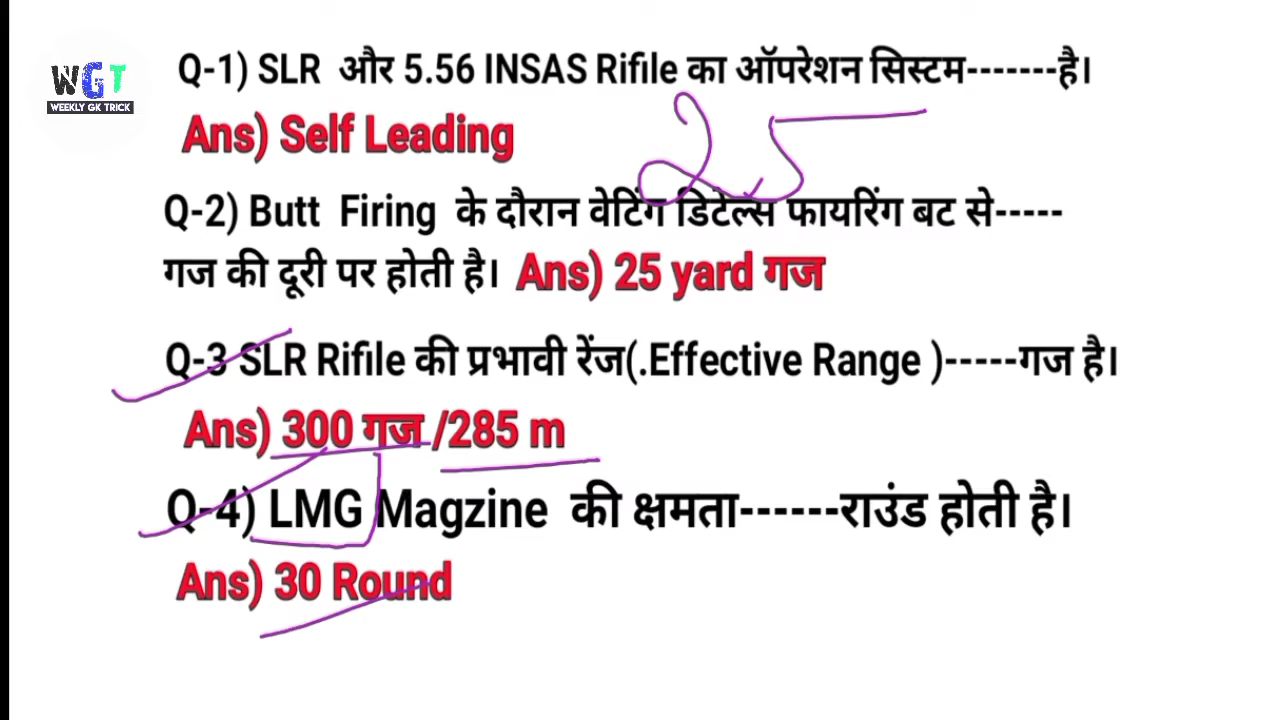 WGT
WEEKLY GK TRICK
Q-1) SLR और 5.56 INSAS Rifile का ऑपरेशन सिस्टम-------है।
Ans) Self Leading
25
Q-2) Butt Firing के दौरान वेटिंग डिटेल्स फायरिंग बट से-----
गज की दूरी पर होती है। Ans) 25 yard गज
Q-3 SLR Rifile की प्रभावी रेंज(.Effective Range )-----गज है।
Ans) 300 गज /285 m
Q-4) LMG Magzine की क्षमता------राउंड होती है।
Ans) 30 Round